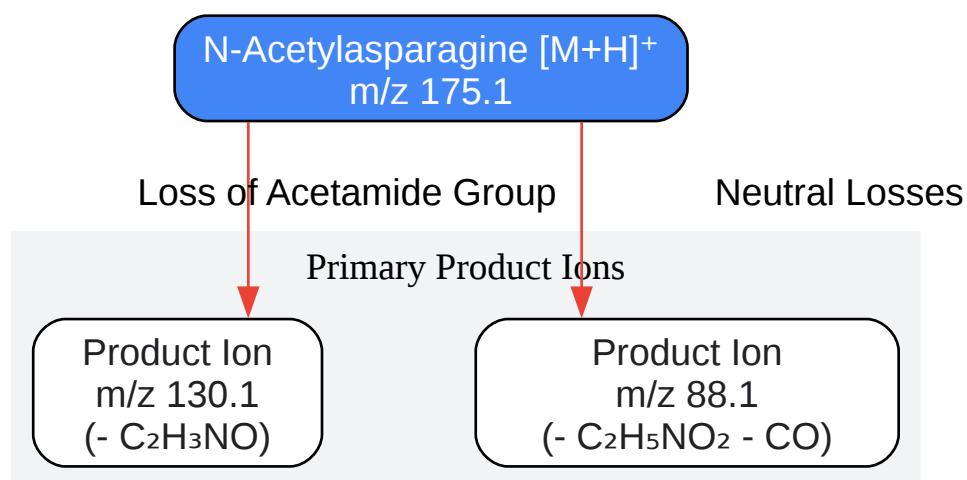 N-Acetylasparagine [M+H]⁺
m/z 175.1
Loss of Acetamide Group
Neutral Losses
Primary Product Ions
Product Ion
m/z 130.1
(- C₂H₃NO)
Product Ion
m/z 88.1
(- C₂H₅NO₂ - CO)